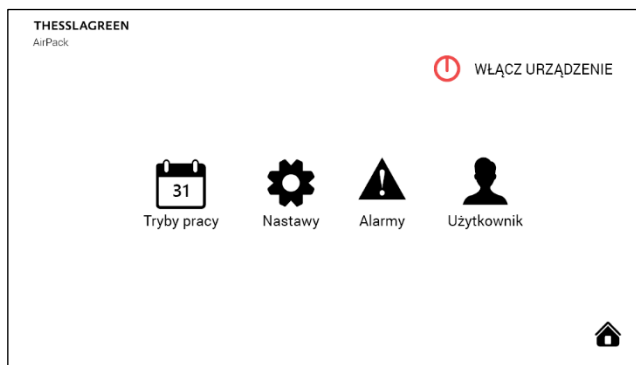 THESSLAGREEN
AirPack
WŁĄCZ URZĄDZENIE
31
Tryby pracy
Nastawy
Alarmy
Użytkownik